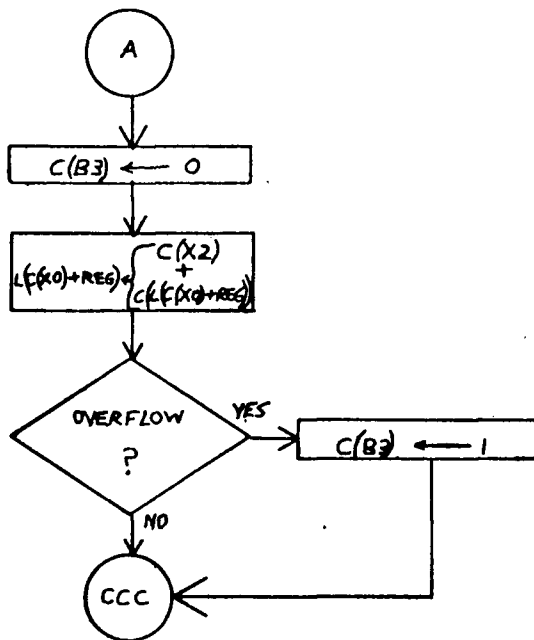 A
C(B3) ← 0
L(C(X0)+REG) ← { C(X2)
+
C(L(C(X0)+REG))
OVERFLOW
?
YES
C(B3) ← 1
NO
CCC